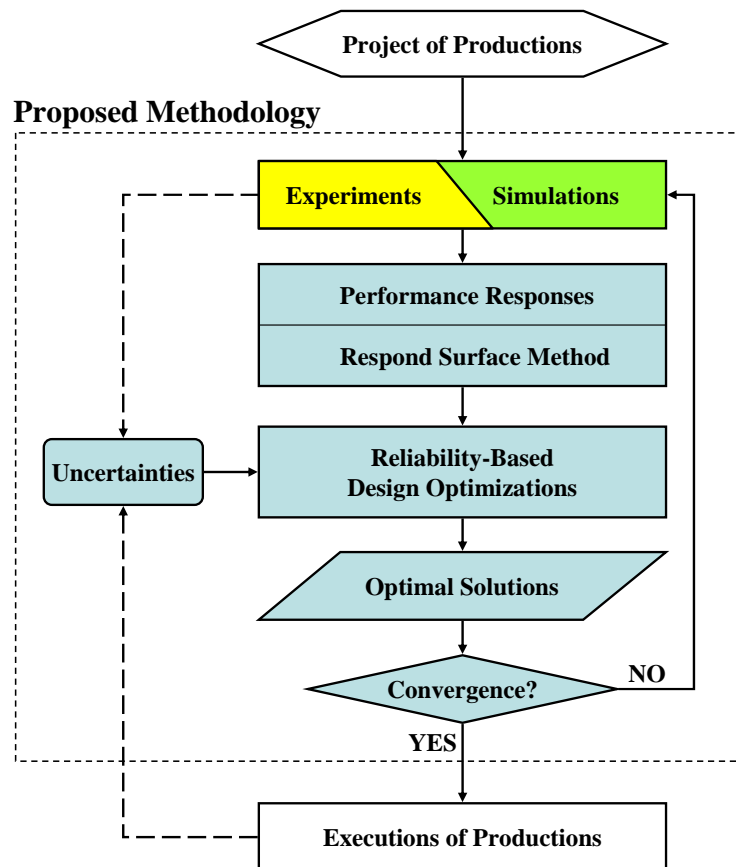 Project of Productions
Proposed Methodology
Experiments
Simulations
Performance Responses
Respond Surface Method
Uncertainties
Reliability-Based
Design Optimizations
Optimal Solutions
Convergence?
NO
YES
Executions of Productions